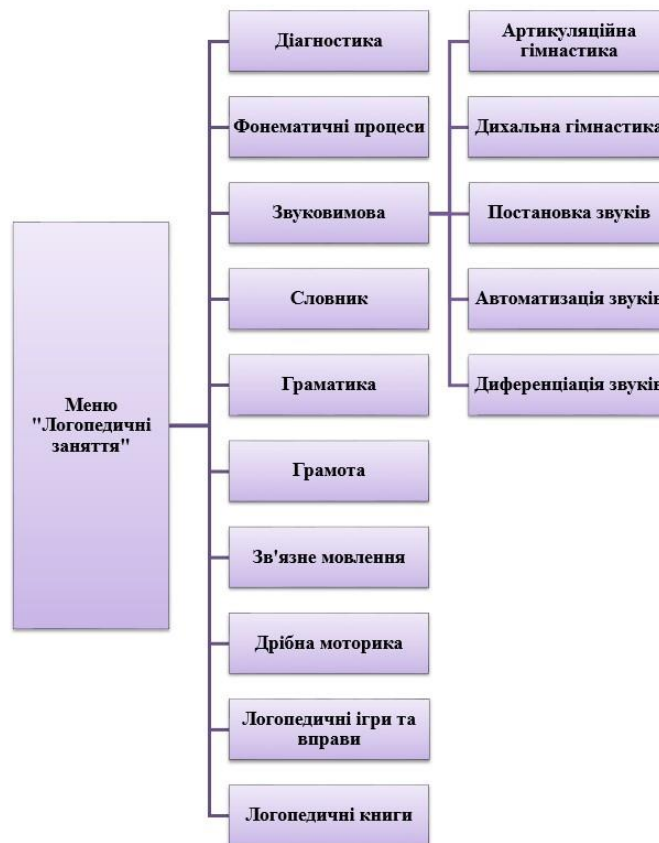 Меню
"Логопедичні
заняття"
Діагностика
Фонематичні процеси
Звуковимова
Словник
Граматика
Грамота
Зв'язне мовлення
Дрібна моторика
Логопедичні ігри та
вправи
Логопедичні книги
Артикуляційна
гімнастика
Дихальна гімнастика
Постановка звуків
Автоматизація звуків
Диференціація звуків